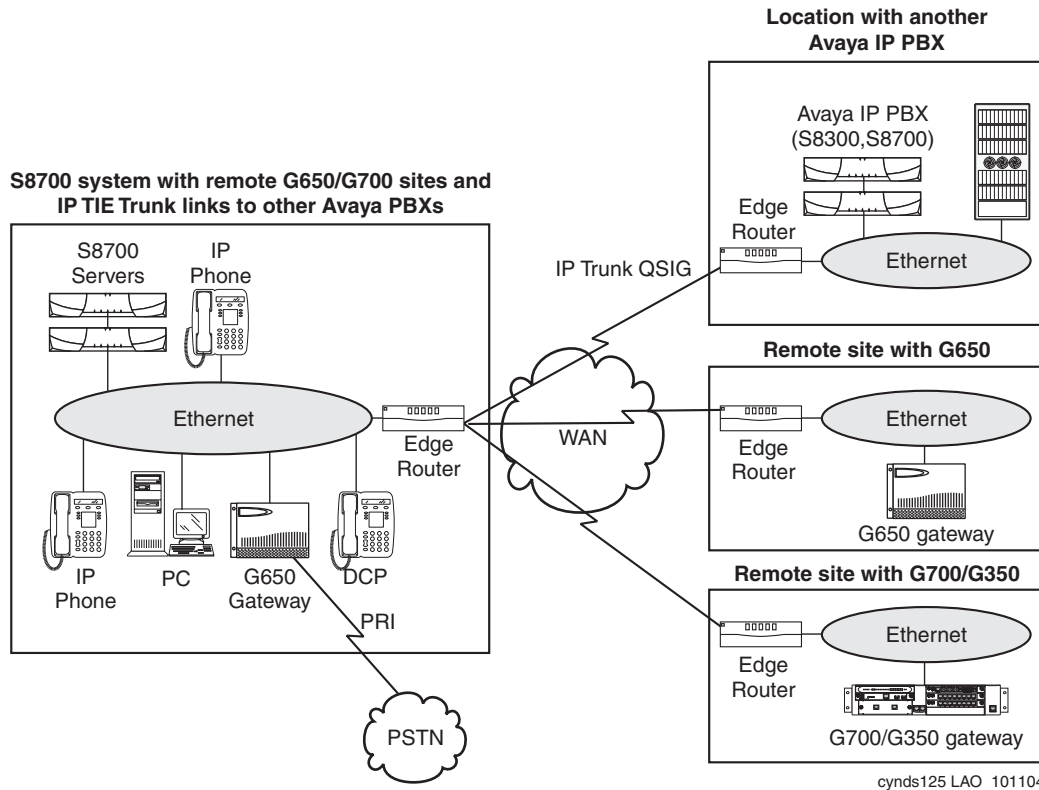 Location with another
Avaya IP PBX
Avaya IP PBX
(S8300,S8700)
Edge
Router
Ethernet
S8700 system with remote G650/G700 sites and
IP TIE Trunk links to other Avaya PBXs
S8700
Servers
IP
Phone
IP Trunk QSIG
Ethernet
Edge
Router
WAN
IP
Phone
PC
G650
Gateway
DCP
PRI
PSTN
Remote site with G650
Edge
Router
Ethernet
G650 gateway
Remote site with G700/G350
Edge
Router
Ethernet
G700/G350 gateway
cynds125 LAO 101104